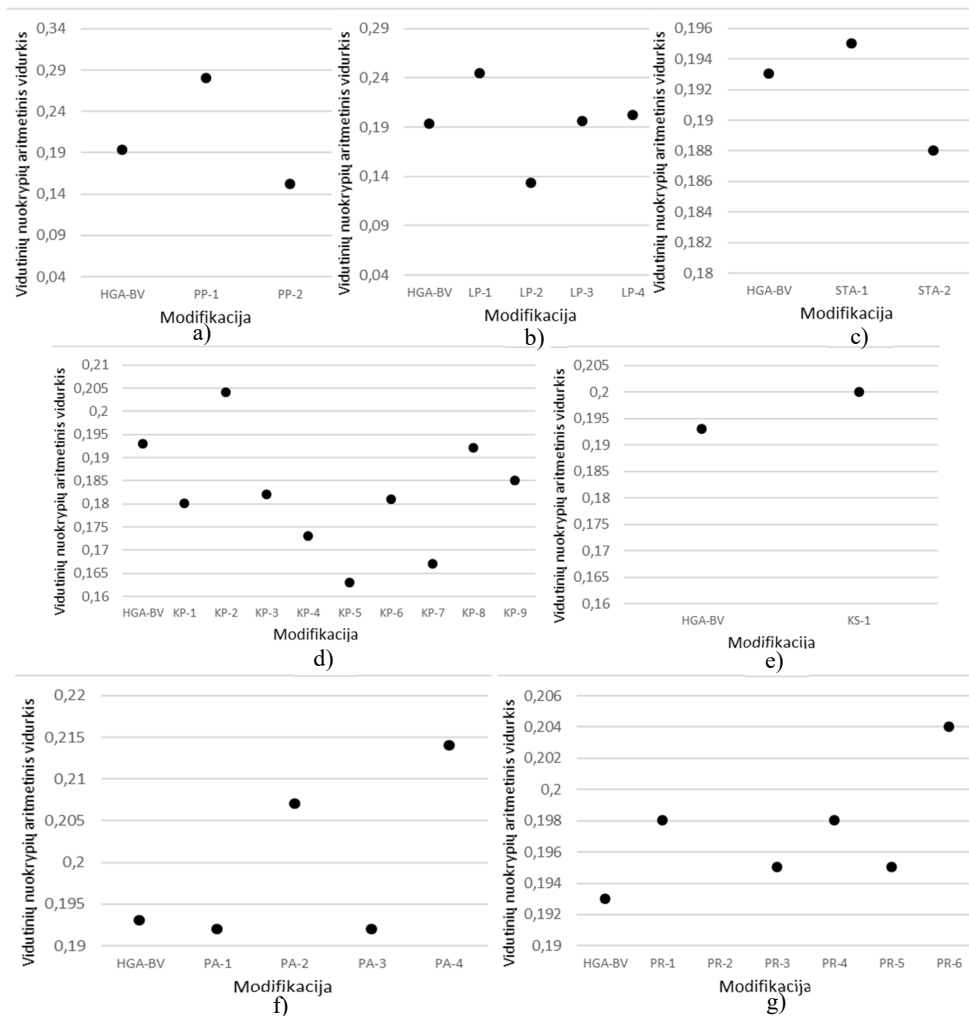 Vidutinių nuokrypių aritmetinis vidurkis
0,34
0,29
0,24
0,19
0,14
0,09
0,04
HGA-BV PP-1 PP-2
Modifikacija
a)
Vidutinių nuokrypių aritmetinis vidurkis
0,29
0,24
0,19
0,14
0,09
0,04
HGA-BV LP-1 LP-2 LP-3 LP-4
Modifikacija
b)
Vidutinių nuokrypių aritmetinis vidurkis
0,196
0,194
0,192
0,19
0,188
0,186
0,184
0,182
0,18
HGA-BV STA-1 STA-2
Modifikacija
c)
Vidutinių nuokrypių aritmetinis vidurkis
0,21
0,205
0,2
0,195
0,19
0,185
0,18
0,175
0,17
0,165
0,16
HGA-BV KP-1 KP-2 KP-3 KP-4 KP-5 KP-6 KP-7 KP-8 KP-9
Modifikacija
d)
Vidutinių nuokrypių aritmetinis vidurkis
0,205
0,2
0,195
0,19
0,185
0,18
0,175
0,17
0,165
0,16
HGA-BV KS-1
Modifikacija
e)
Vidutinių nuokrypių aritmetinis vidurkis
0,22
0,215
0,21
0,205
0,2
0,195
0,19
HGA-BV PA-1 PA-2 PA-3 PA-4
Modifikacija
f)
Vidutinių nuokrypių aritmetinis vidurkis
0,206
0,204
0,202
0,2
0,198
0,196
0,194
0,192
0,19
HGA-BV PR-1 PR-2 PR-3 PR-4 PR-5 PR-6
Modifikacija
g)